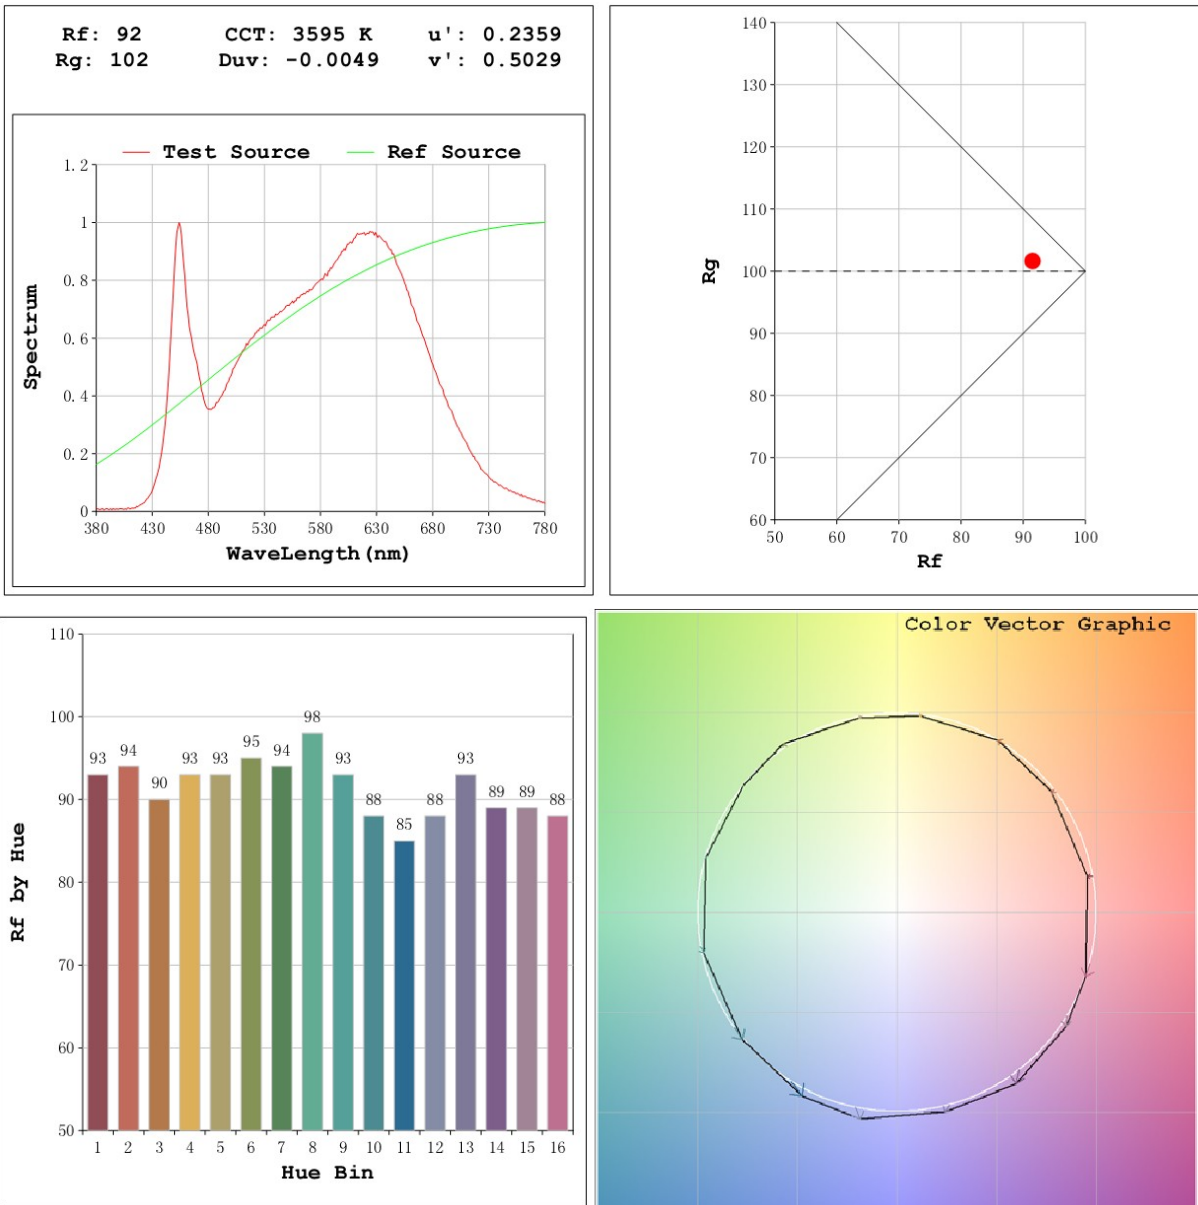 Rf: 92 CCT: 3595 K u': 0.2359
Rg: 102 Duv: -0.0049 v': 0.5029
Test Source Ref Source
1.2
1
0.8
0.6
0.4
0.2
0
Spectrum
380 430 480 530 580 630 680 730 780
WaveLength(nm)
140
130
120
110
100
90
80
70
60
Rg
50 60 70 80 90 100
Rf
110
100
90
80
70
60
50
Rf by Hue
93 94 90 93 93 95 94 98 93 88 85 88 93 89 89 88
1 2 3 4 5 6 7 8 9 10 11 12 13 14 15 16
Hue Bin
Color Vector Graphic